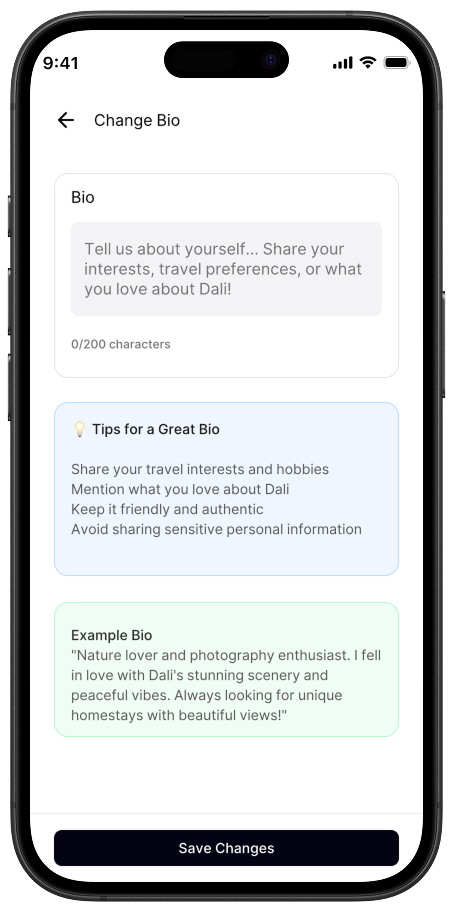 9:41
Change Bio
Bio
Tell us about yourself... Share your
interests, travel preferences, or what
you love about Dali!
0/200 characters
💡 Tips for a Great Bio
Share your travel interests and hobbies
Mention what you love about Dali
Keep it friendly and authentic
Avoid sharing sensitive personal information
Example Bio
"Nature lover and photography enthusiast. I fell
in love with Dali's stunning scenery and
peaceful vibes. Always looking for unique
homestays with beautiful views!"
Save Changes